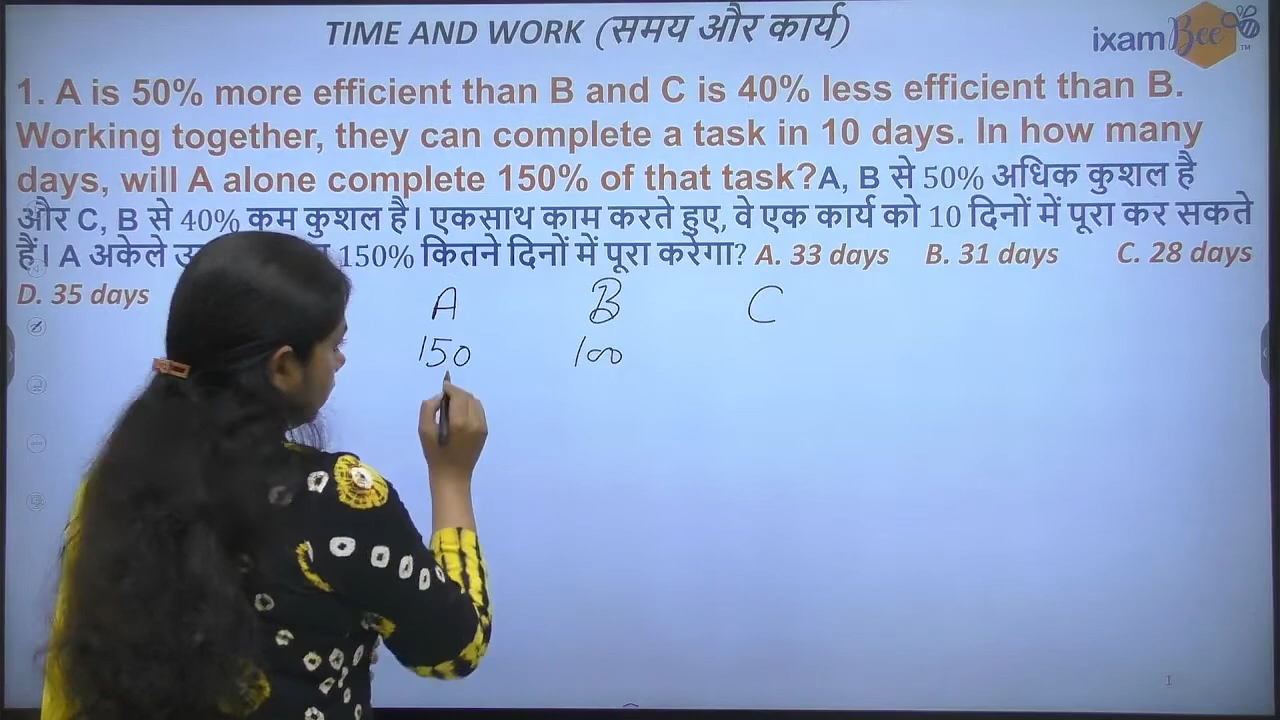 TIME AND WORK (समय और कार्य)
ixamBee
TM
1. A is 50% more efficient than B and C is 40% less efficient than B.
Working together, they can complete a task in 10 days. In how many
days, will A alone complete 150% of that task?A, B से 50% अधिक कुशल है
और C, B से 40% कम कुशल है। एकसाथ काम करते हुए, वे एक कार्य को 10 दिनों में पूरा कर सकते
हैं। A अकेले 150% कितने दिनों में पूरा करेगा? A. 33 days B. 31 days C. 28 days
D. 35 days
A B C
150 100
1